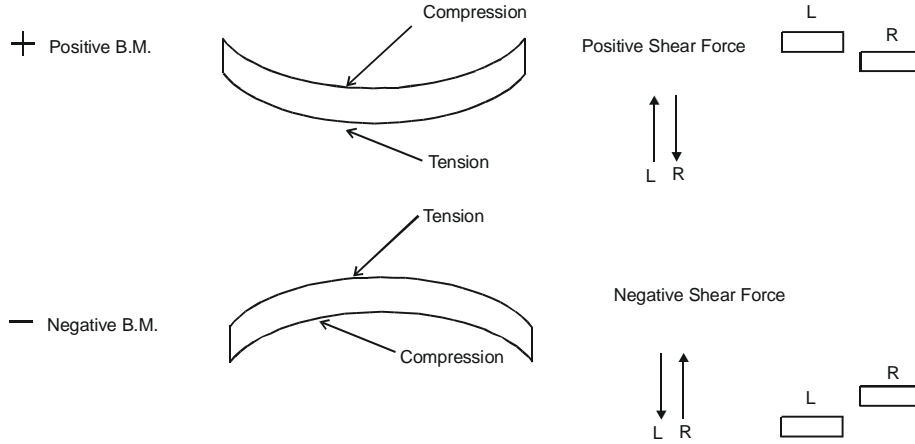 Compression
L
+ Positive B.M.
Positive Shear Force
R
Tension
L R
Tension
Negative Shear Force
– Negative B.M.
Compression
R
L
L R